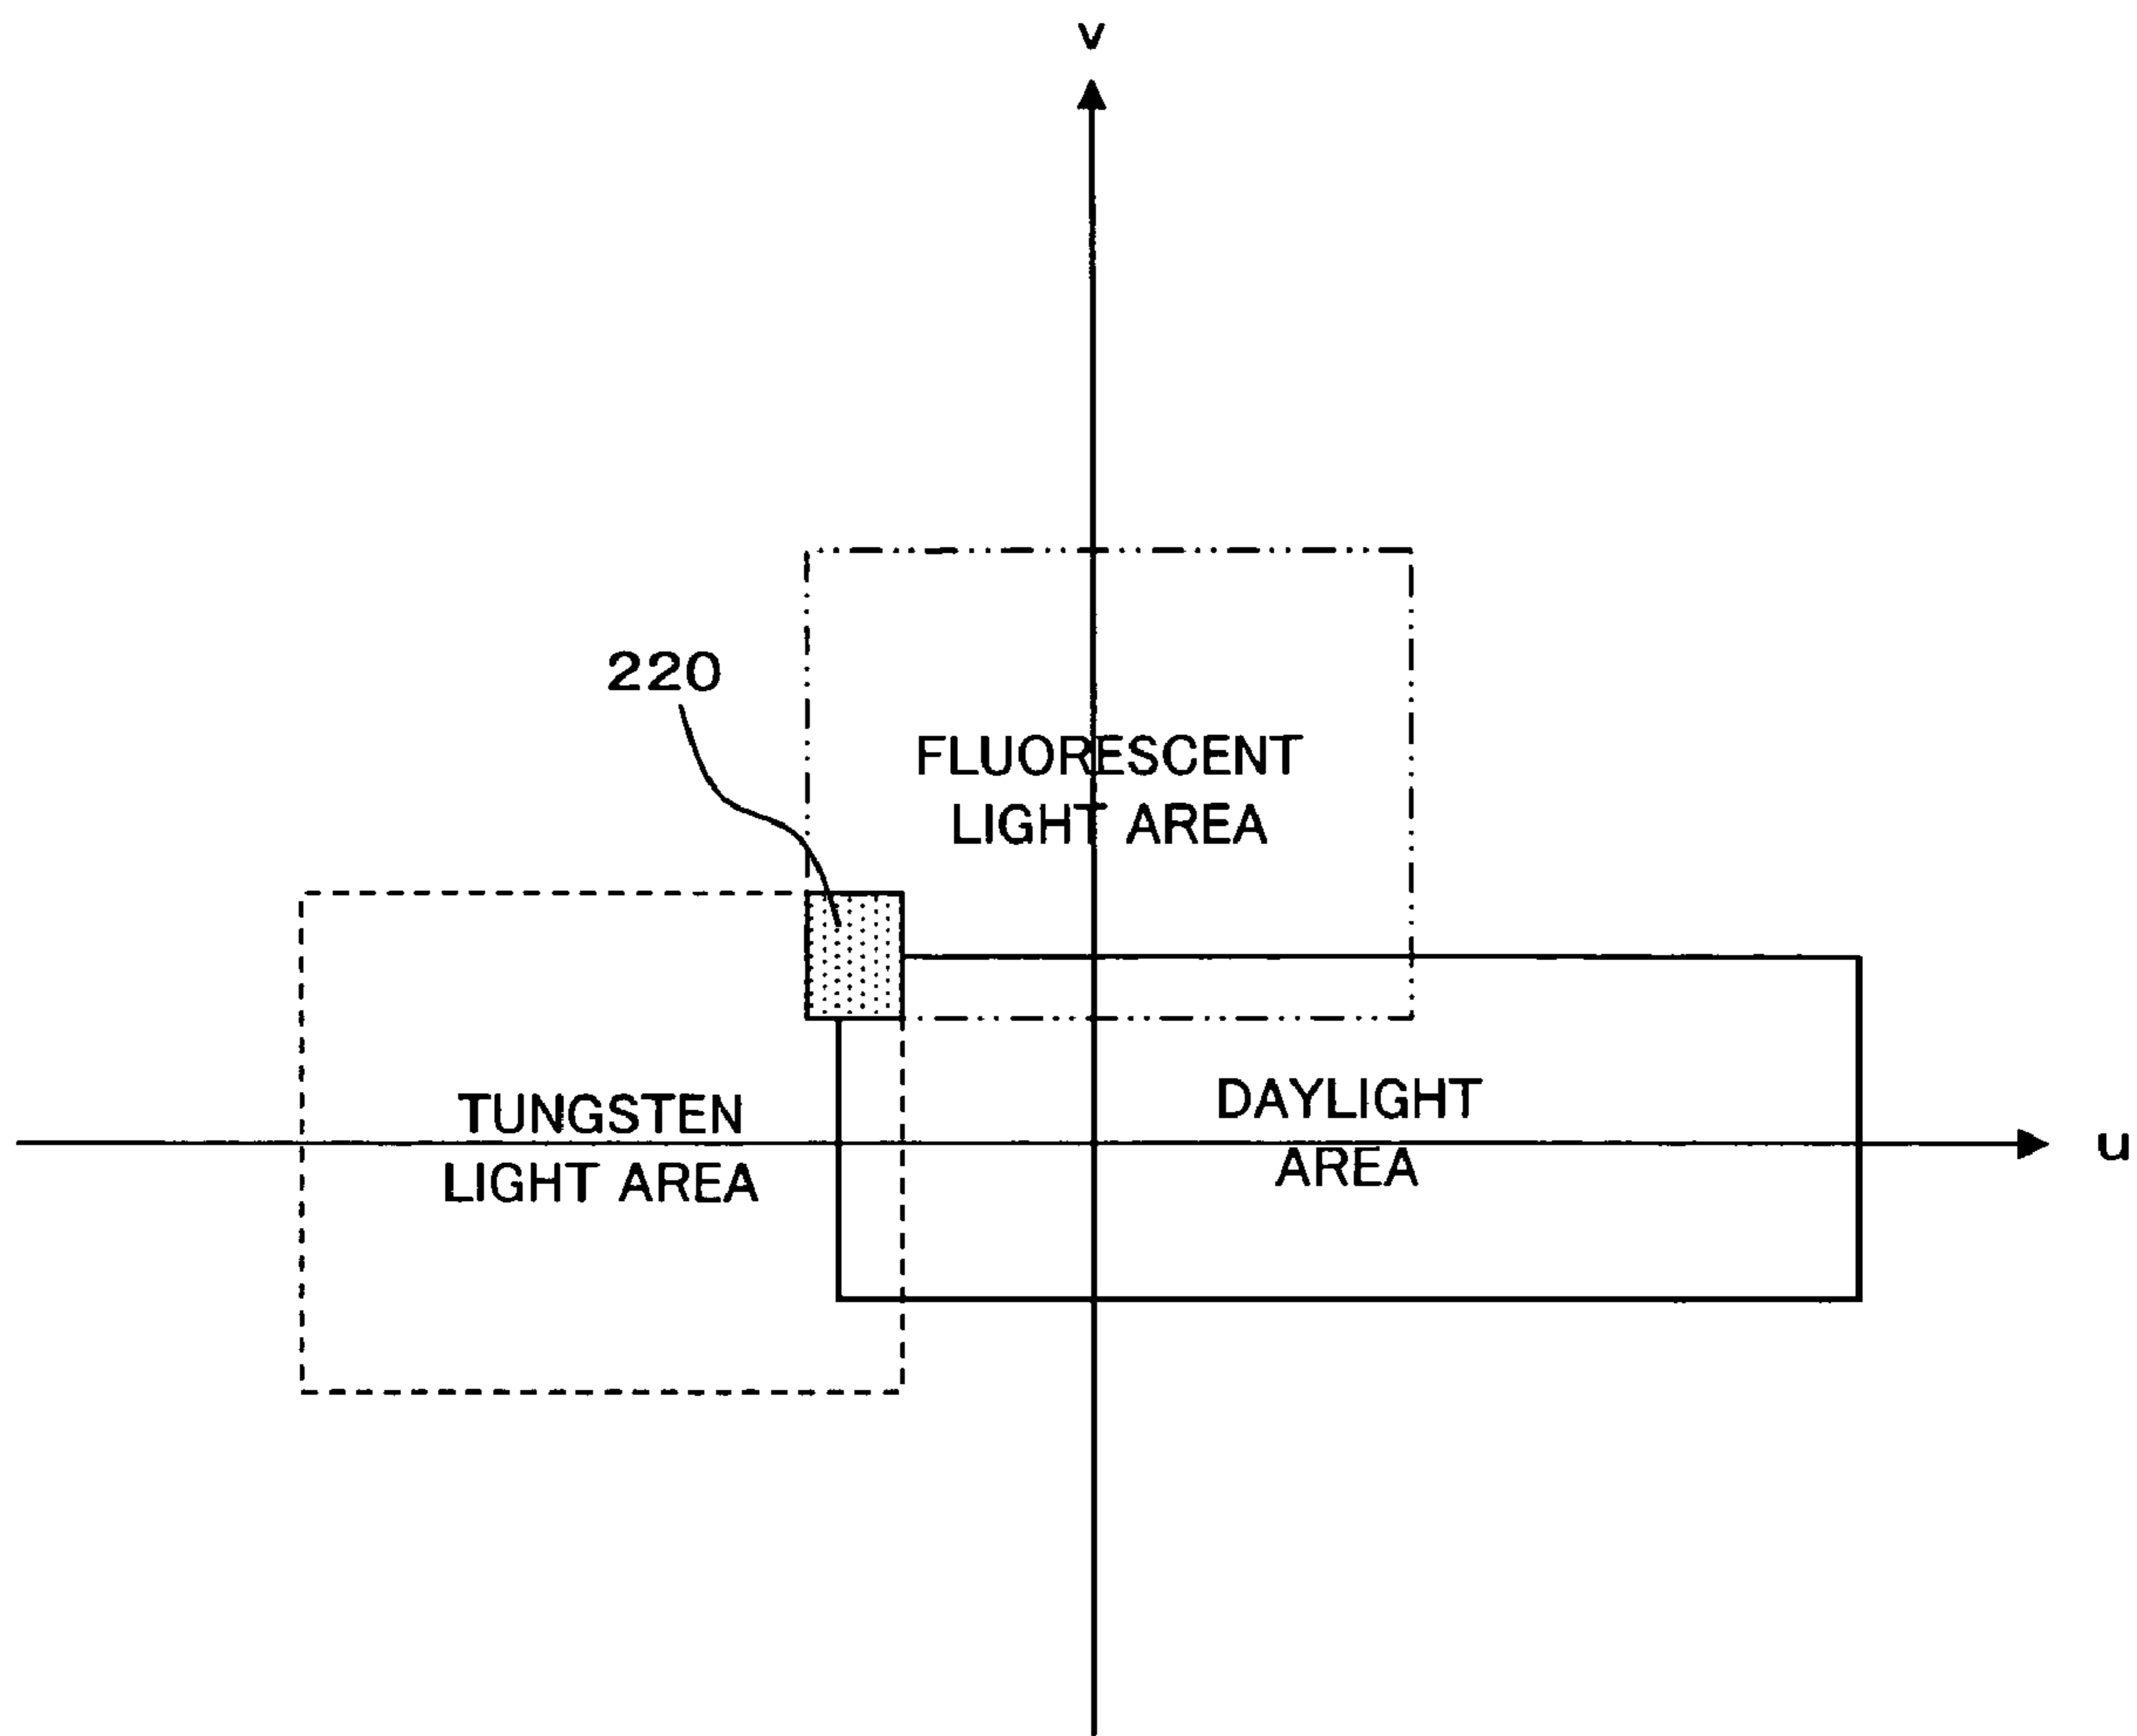 v
220
FLUORESCENT
LIGHT AREA
TUNGSTEN
LIGHT AREA
DAYLIGHT
AREA
u